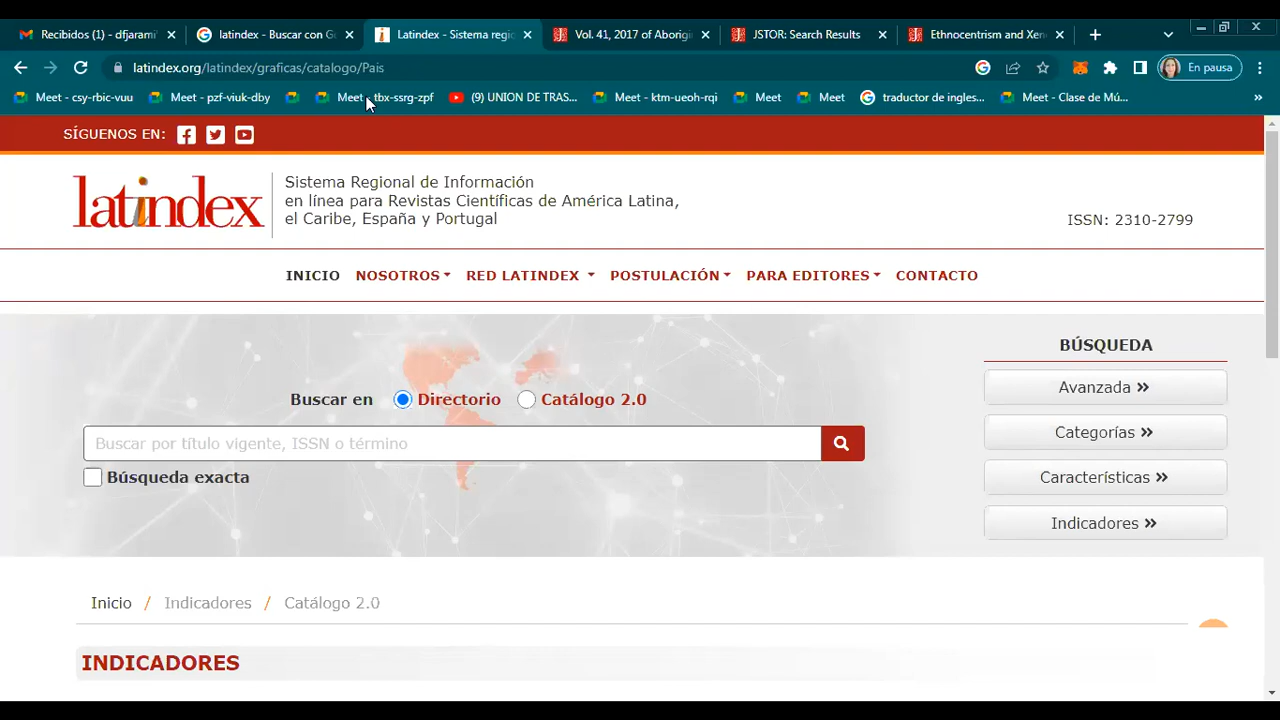 Recibidos (1) - dfjarami
latindex - Buscar con G
Latindex - Sistema regi
Vol. 41, 2017 of Aborigi
JSTOR: Search Results
Ethnocentrism and Xen
latindex.org/latindex/graficas/catalogo/Pais
En pausa
Meet - csy-rbic-vuu
Meet - pzf-viuk-dby
Meet - tbx-ssrg-zpf
(9) UNION DE TRAS...
Meet - ktm-ueoh-rqi
Meet
Meet
traductor de ingles...
Meet - Clase de Mú...
SÍGUENOS EN:
latindex
Sistema Regional de Información
en línea para Revistas Científicas de América Latina,
el Caribe, España y Portugal
ISSN: 2310-2799
INICIO NOSOTROS RED LATINDEX POSTULACIÓN PARA EDITORES CONTACTO
BÚSQUEDA
Avanzada
Buscar en Directorio Catálogo 2.0
Categorías
Buscar por título vigente, ISSN o término
Búsqueda exacta
Características
Indicadores
Inicio / Indicadores / Catálogo 2.0
INDICADORES